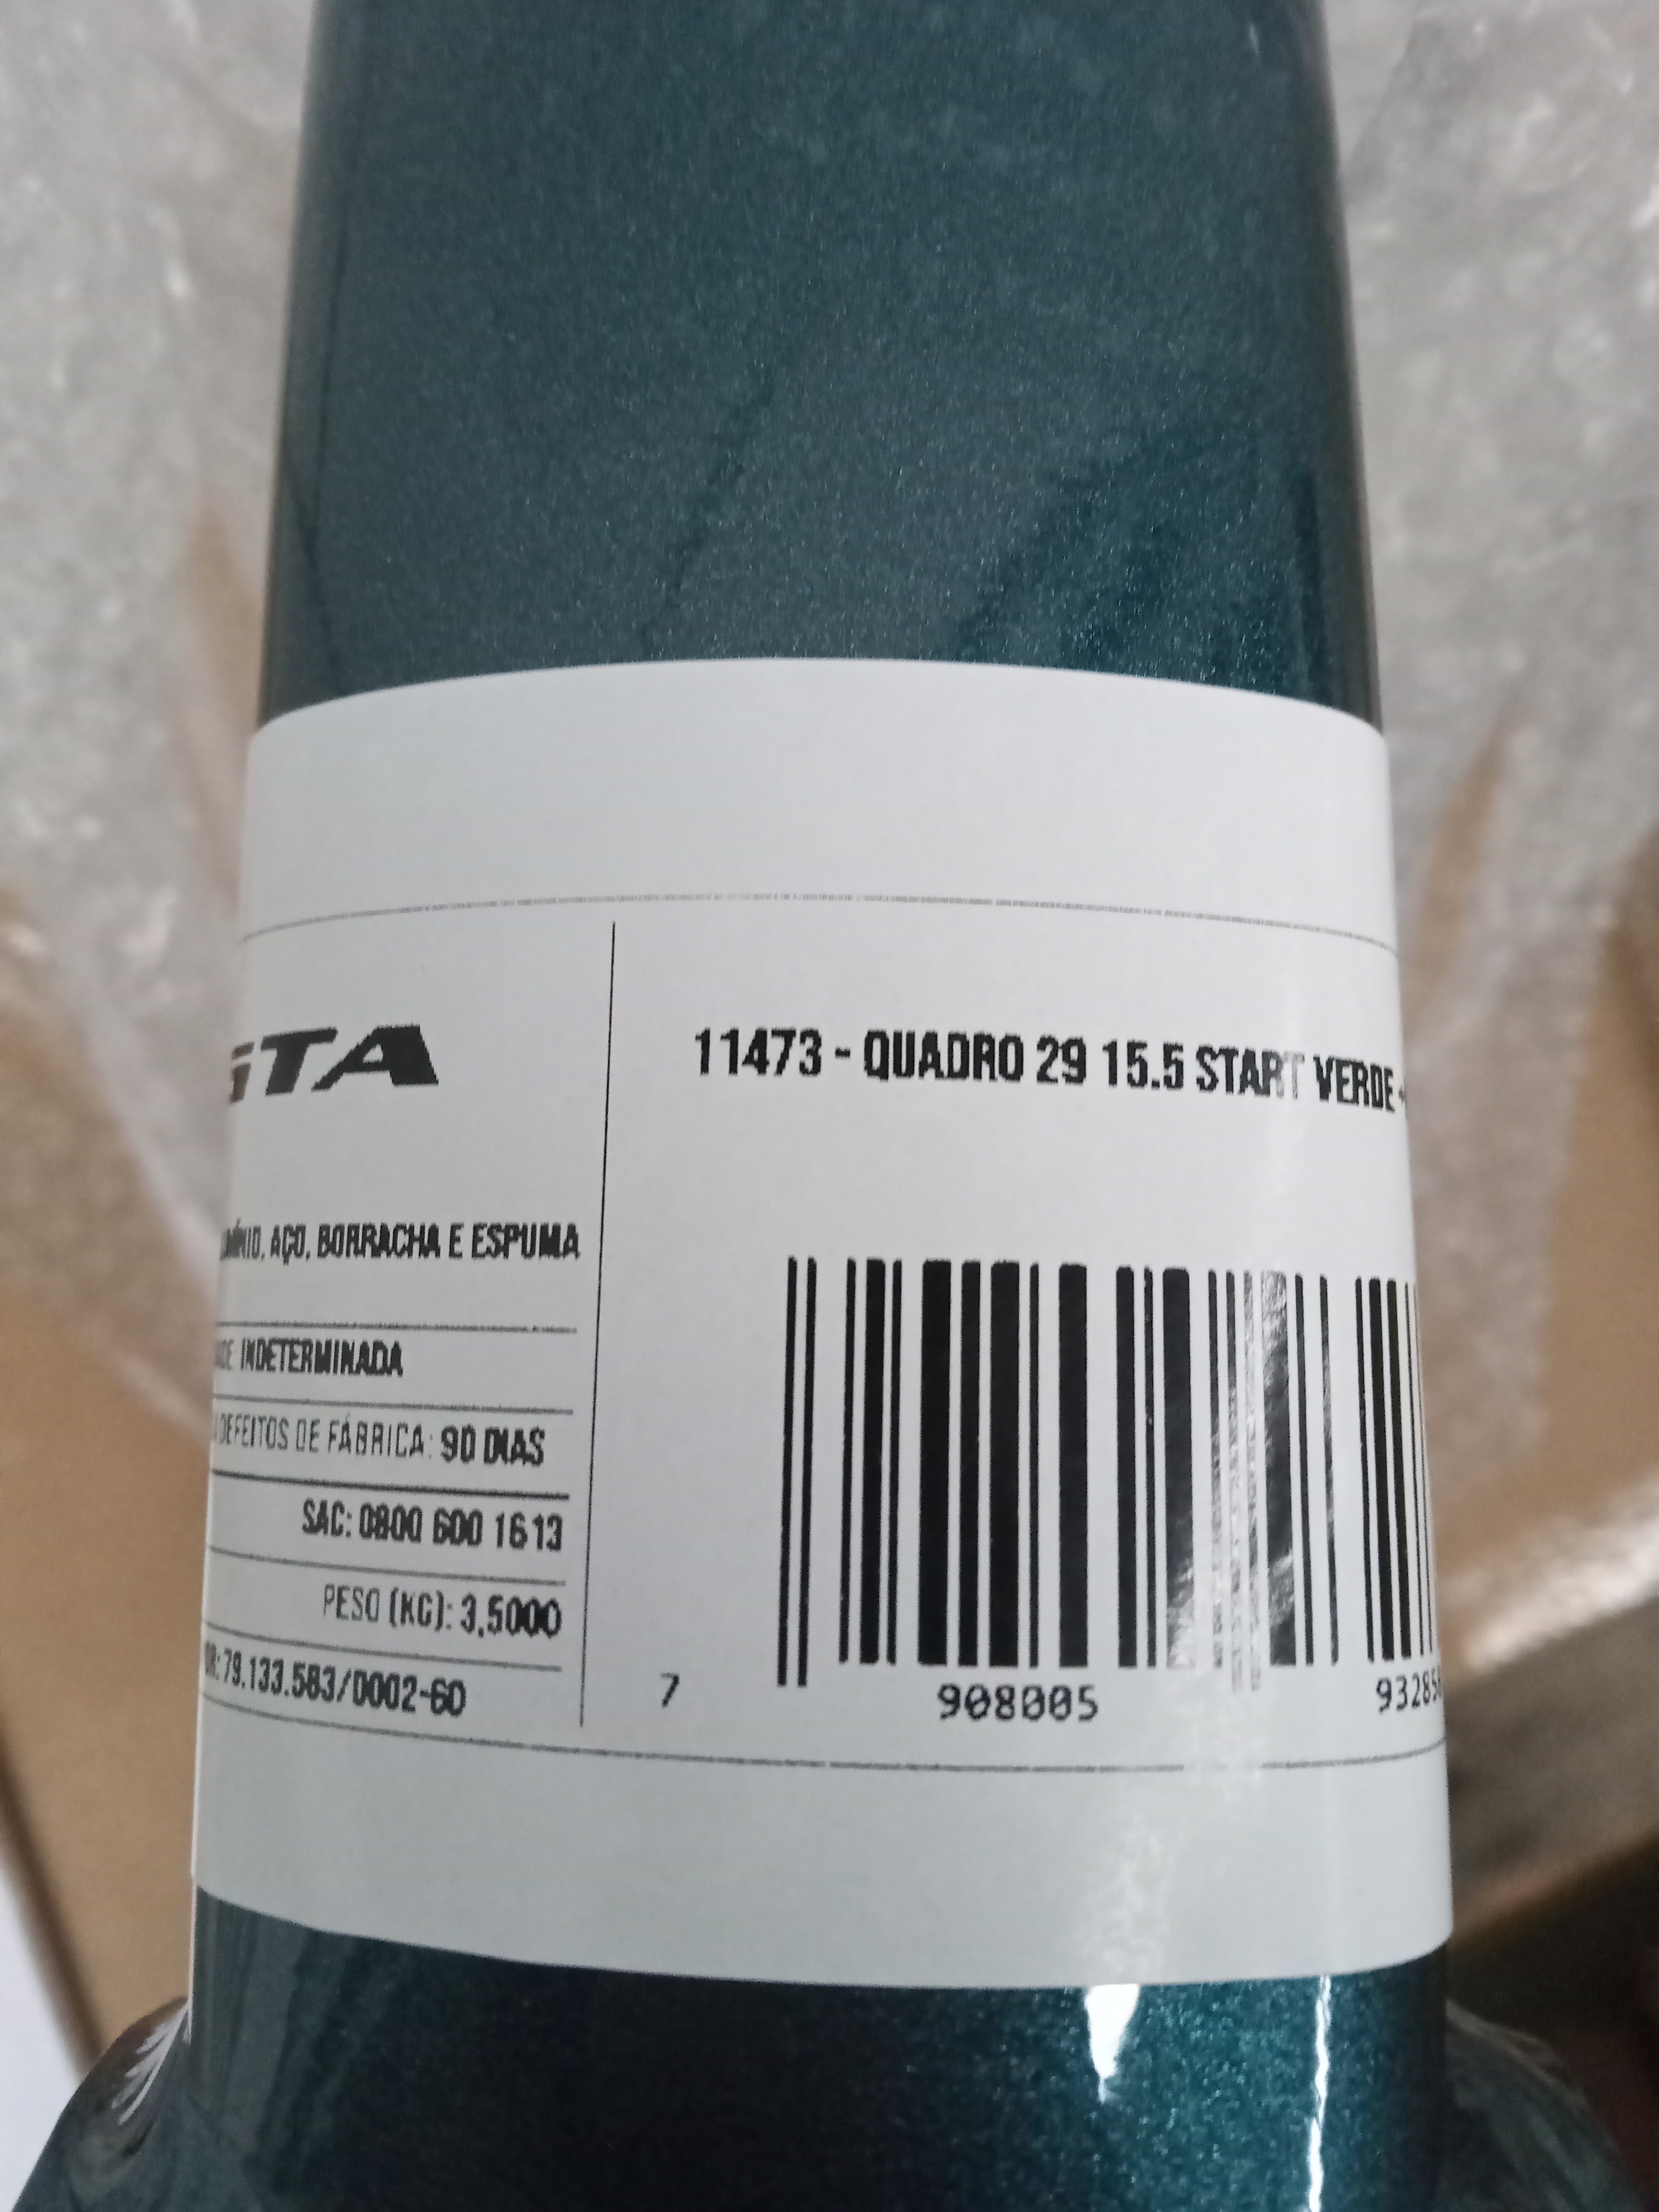 11473 - QUADRO 29 15.5 START VERDE -
AÇO, BORRACHA E ESPUMA
INDETERMINADA
DEFEITOS DE FÁBRICA: 90 DIAS
SAC: 0800 600 1613
PESO (KG): 3,5000
79.133.583/0002-60
7 908005